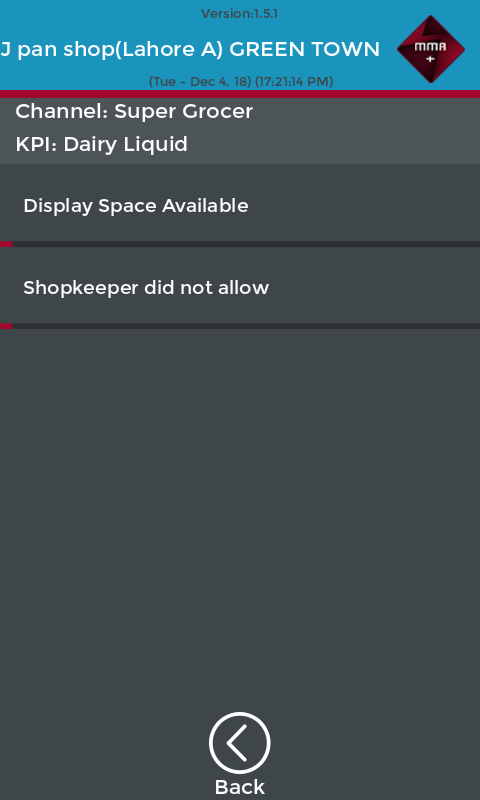 Version:1.5.1
J pan shop(Lahore A) GREEN TOWN
MMA
+
(Tue - Dec 4, 18) (17:21:14 PM)
Channel: Super Grocer
KPI: Dairy Liquid
Display Space Available
Shopkeeper did not allow
Back